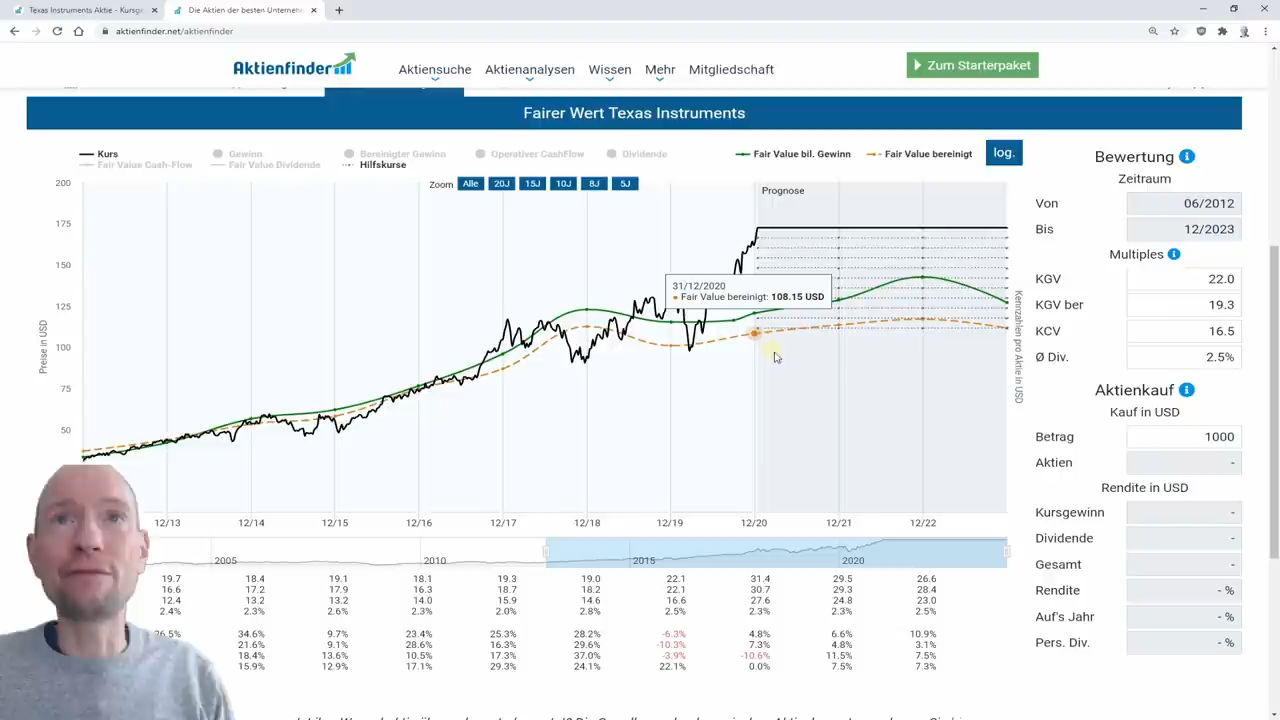 Texas Instruments Aktie - Kursge
Die Aktien der besten Unterneh
aktienfinder.net/aktienfinder
Aktienfinder
Aktiensuche Aktienanalysen Wissen Mehr Mitgliedschaft
Zum Starterpaket
Fairer Wert Texas Instruments
Kurs Gewinn Bereinigter Gewinn Operativer CashFlow Dividende Fair Value bil. Gewinn Fair Value bereinigt
Fair Value Cash-Flow Fair Value Dividende Hilfskurse
log.
Zoom Alle 20J 15J 10J 8J 5J
Prognose
200
175
150
125
100
75
50
Preise in USD
Kennzahlen pro Aktie in USD
31/12/2020
Fair Value bereinigt: 108.15 USD
12/13 12/14 12/15 12/16 12/17 12/18 12/19 12/20 12/21 12/22
2005 2010 2015 2020
19.7 18.4 19.1 18.1 19.3 19.0 22.1 31.4 29.5 26.6
16.6 17.2 17.9 16.3 18.7 18.2 22.1 30.7 29.3 28.4
12.4 13.2 13.2 14.0 15.9 14.6 16.6 27.6 24.8 23.0
2.4% 2.3% 2.6% 2.3% 2.0% 2.8% 2.5% 2.3% 2.3% 2.5%
26.5% 34.6% 9.7% 23.4% 25.3% 28.2% -6.3% 4.8% 6.6% 10.9%
21.6% 9.1% 28.6% 16.3% 29.6% -10.3% 7.3% 4.8% 3.1%
18.4% 13.6% 10.5% 17.3% 37.0% -3.9% -10.6% 11.5% 7.5%
15.9% 12.9% 17.1% 29.3% 24.1% 22.1% 0.0% 7.5% 7.3%
Bewertung
Zeitraum
Von 06/2012
Bis 12/2023
Multiples
KGV 22.0
KGV ber 19.3
KCV 16.5
Ø Div. 2.5%
Aktienkauf
Kauf in USD
Betrag 1000
Aktien -
Rendite in USD
Kursgewinn -
Dividende -
Gesamt -
Rendite - %
Auf's Jahr - %
Pers. Div. - %